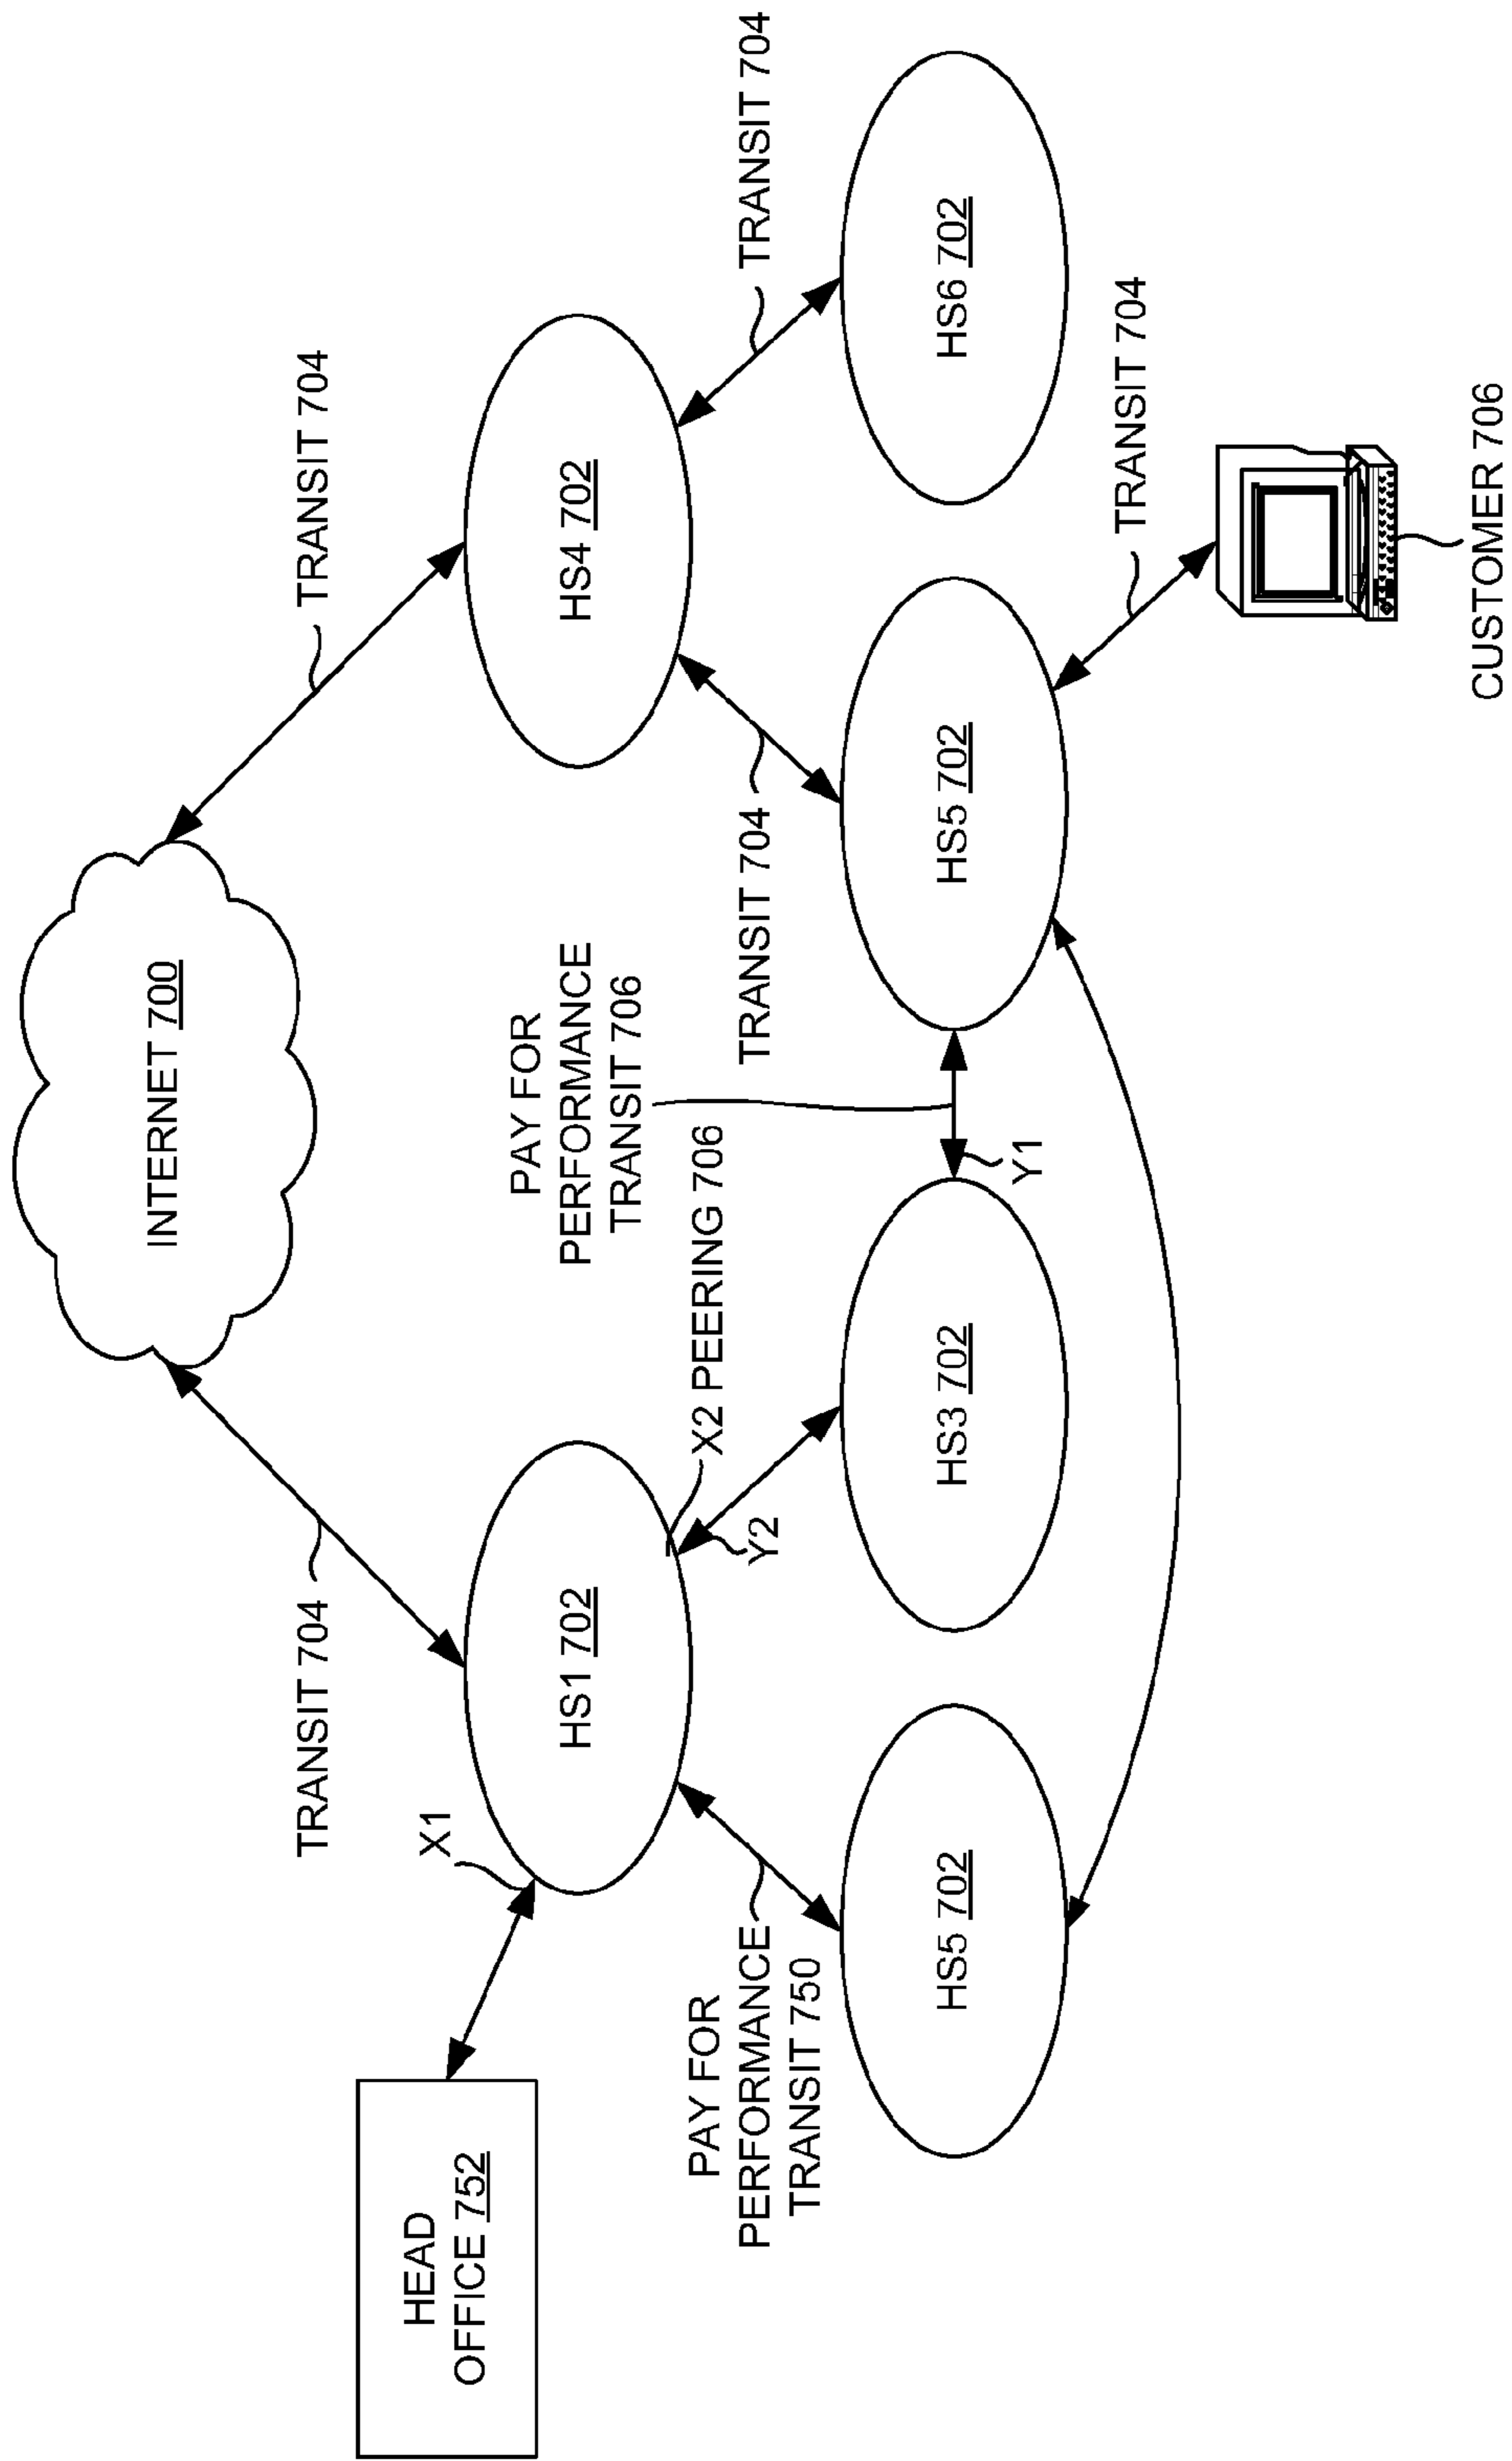 INTERNET 700
TRANSIT 704
TRANSIT 704
HEAD
OFFICE 752
X1
HS1 702
HS4 702
PAY FOR
PERFORMANCE
TRANSIT 750
Y2
X2 PEERING 706
PAY FOR
PERFORMANCE
TRANSIT 706
TRANSIT 704
TRANSIT 704
HS5 702
HS3 702
Y1
HS5 702
HS6 702
TRANSIT 704
CUSTOMER 706